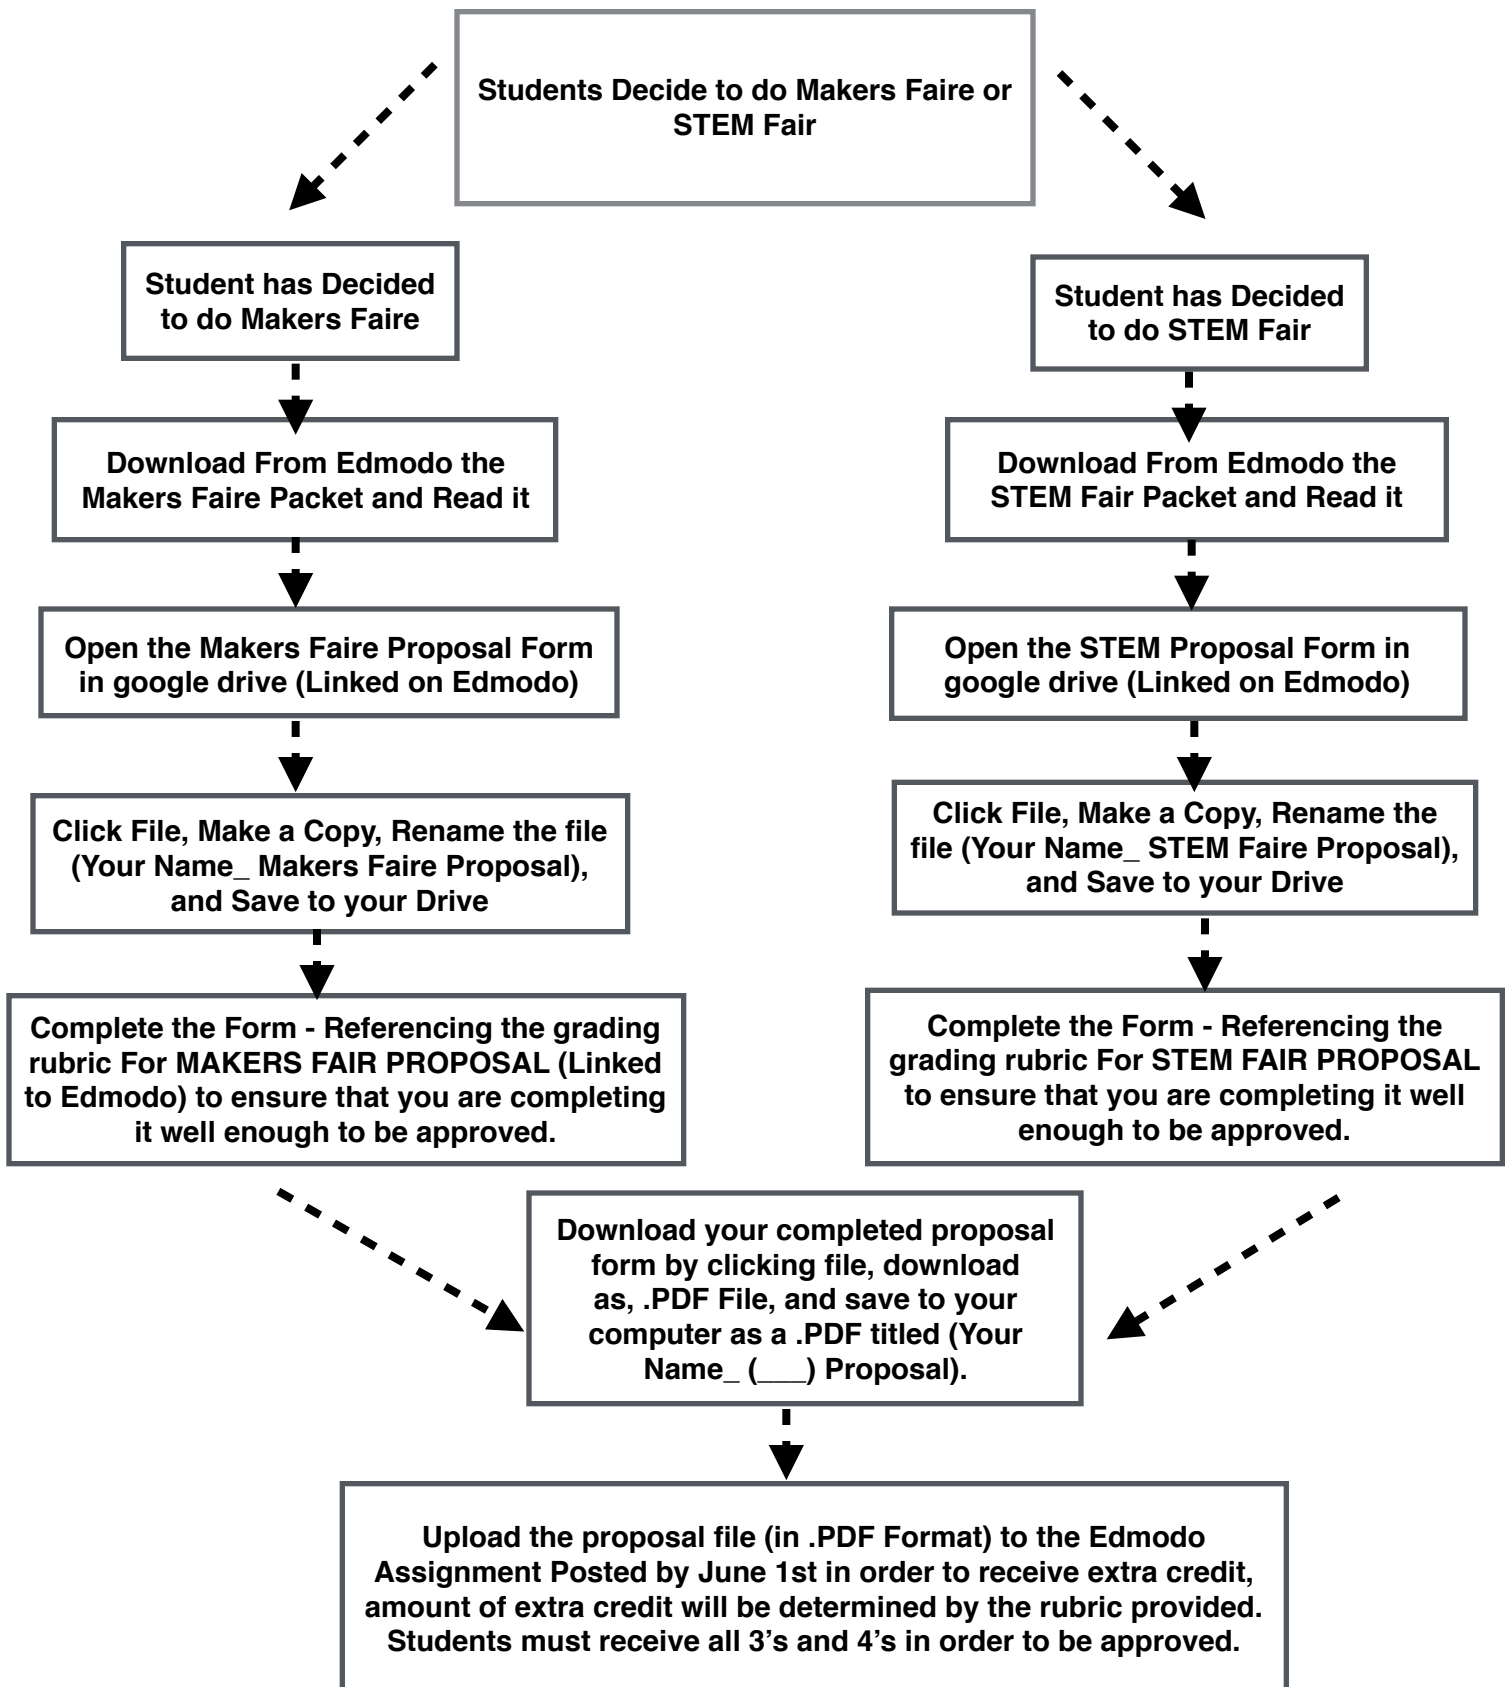 Students Decide to do Makers Faire or
STEM Fair
Student has Decided
to do Makers Faire
Download From Edmodo the
Makers Faire Packet and Read it
Open the Makers Faire Proposal Form
in google drive (Linked on Edmodo)
Click File, Make a Copy, Rename the file
(Your Name_ Makers Faire Proposal),
and Save to your Drive
Complete the Form - Referencing the grading
rubric For MAKERS FAIR PROPOSAL (Linked
to Edmodo) to ensure that you are completing
it well enough to be approved.
Student has Decided
to do STEM Fair
Download From Edmodo the
STEM Fair Packet and Read it
Open the STEM Proposal Form in
google drive (Linked on Edmodo)
Click File, Make a Copy, Rename the
file (Your Name_ STEM Faire Proposal),
and Save to your Drive
Complete the Form - Referencing the
grading rubric For STEM FAIR PROPOSAL
to ensure that you are completing it well
enough to be approved.
Download your completed proposal
form by clicking file, download
as, .PDF File, and save to your
computer as a .PDF titled (Your
Name_ (___) Proposal).
Upload the proposal file (in .PDF Format) to the Edmodo
Assignment Posted by June 1st in order to receive extra credit,
amount of extra credit will be determined by the rubric provided.
Students must receive all 3's and 4's in order to be approved.